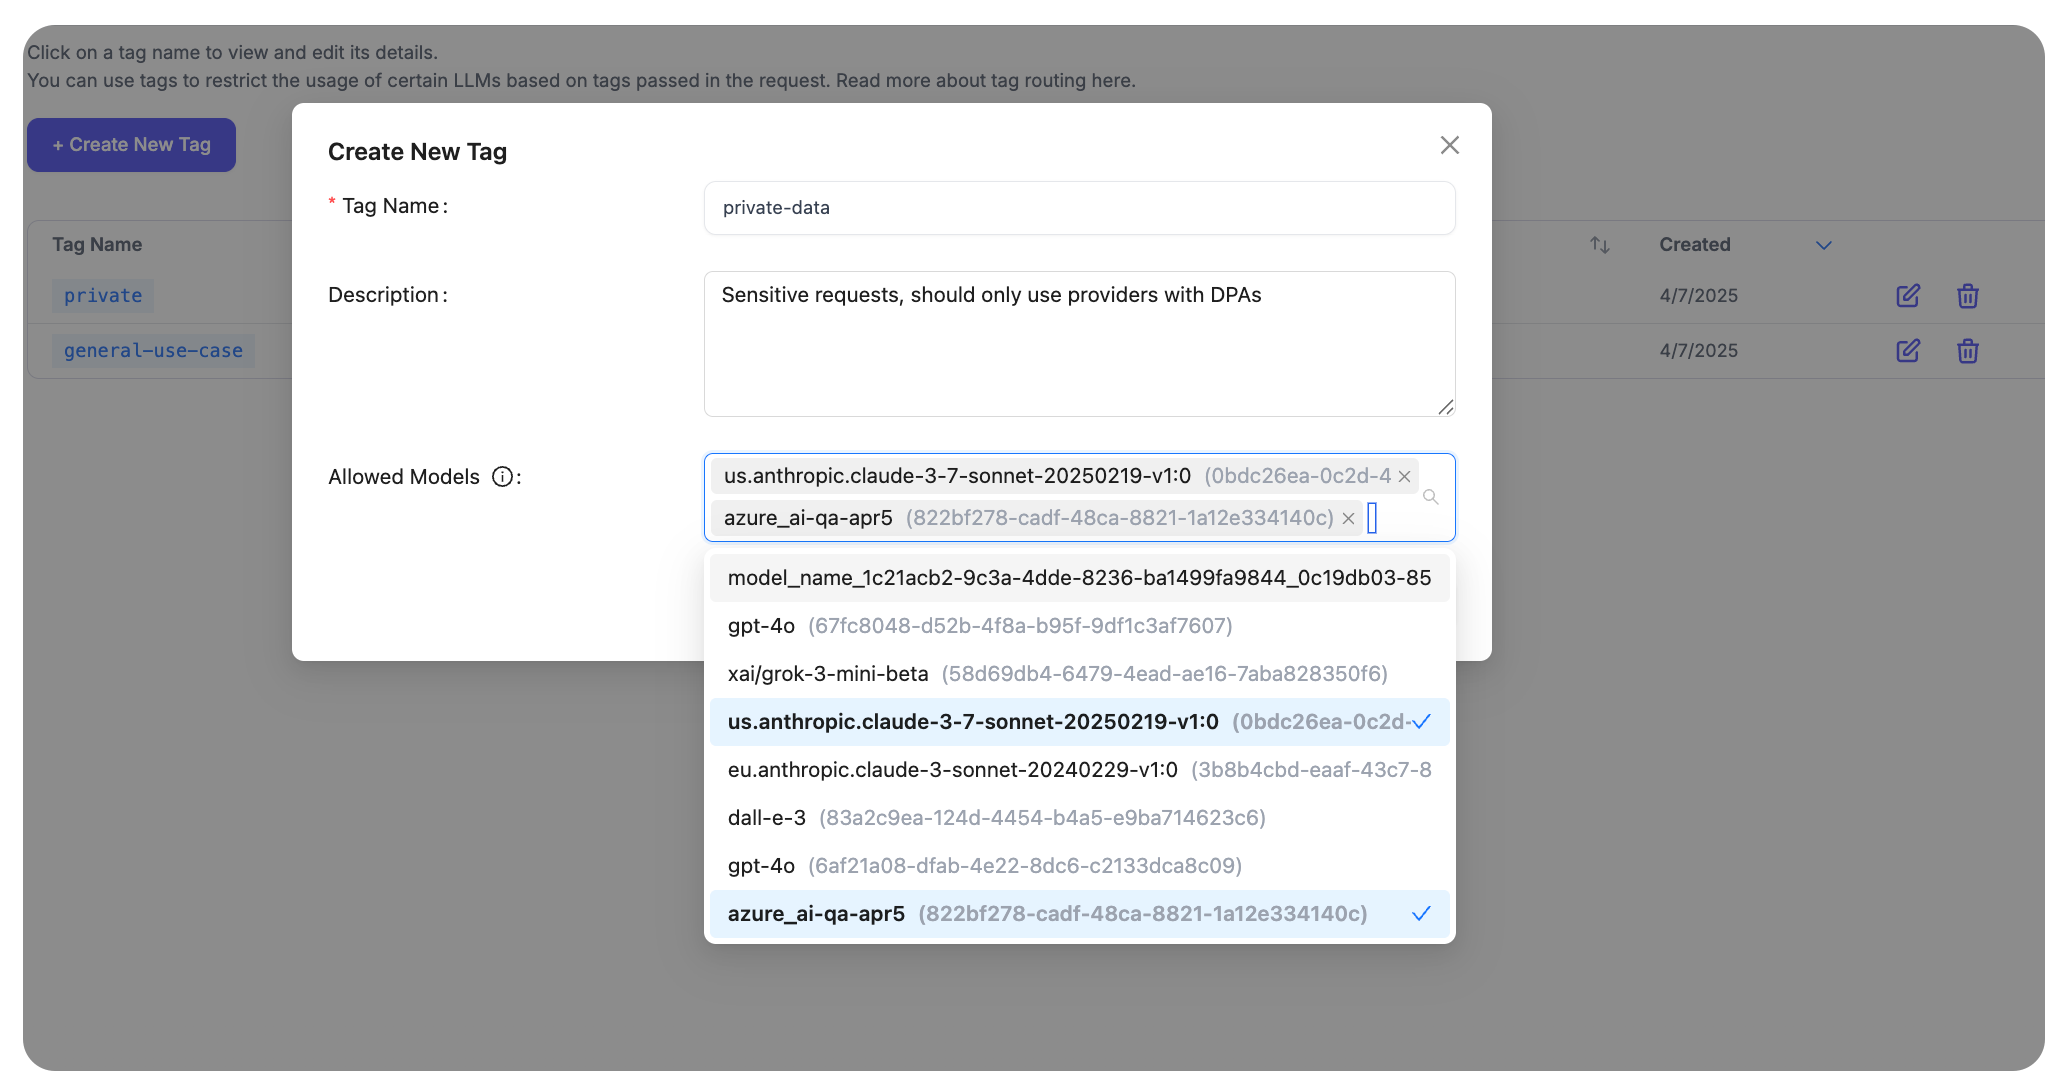 Click on a tag name to view and edit its details.
You can use tags to restrict the usage of certain LLMs based on tags passed in the request. Read more about tag routing here.
+ Create New Tag
Create New Tag
* Tag Name:
private-data
Tag Name
Created
private
4/7/2025
Description:
Sensitive requests, should only use providers with DPAs
general-use-case
4/7/2025
Allowed Models :
us.anthropic.claude-3-7-sonnet-20250219-v1:0 (0bdc26ea-0c2d-4
azure_ai-qa-apr5 (822bf278-cadf-48ca-8821-1a12e334140c)
model_name_1c21acb2-9c3a-4dde-8236-ba1499fa9844_0c19db03-85
gpt-4o (67fc8048-d52b-4f8a-b95f-9df1c3af7607)
xai/grok-3-mini-beta (58d69db4-6479-4ead-ae16-7aba828350f6)
us.anthropic.claude-3-7-sonnet-20250219-v1:0 (0bdc26ea-0c2d-
eu.anthropic.claude-3-sonnet-20240229-v1:0 (3b8b4cbd-eaaf-43c7-8
dall-e-3 (83a2c9ea-124d-4454-b4a5-e9ba714623c6)
gpt-4o (6af21a08-dfab-4e22-8dc6-c2133dca8c09)
azure_ai-qa-apr5 (822bf278-cadf-48ca-8821-1a12e334140c)